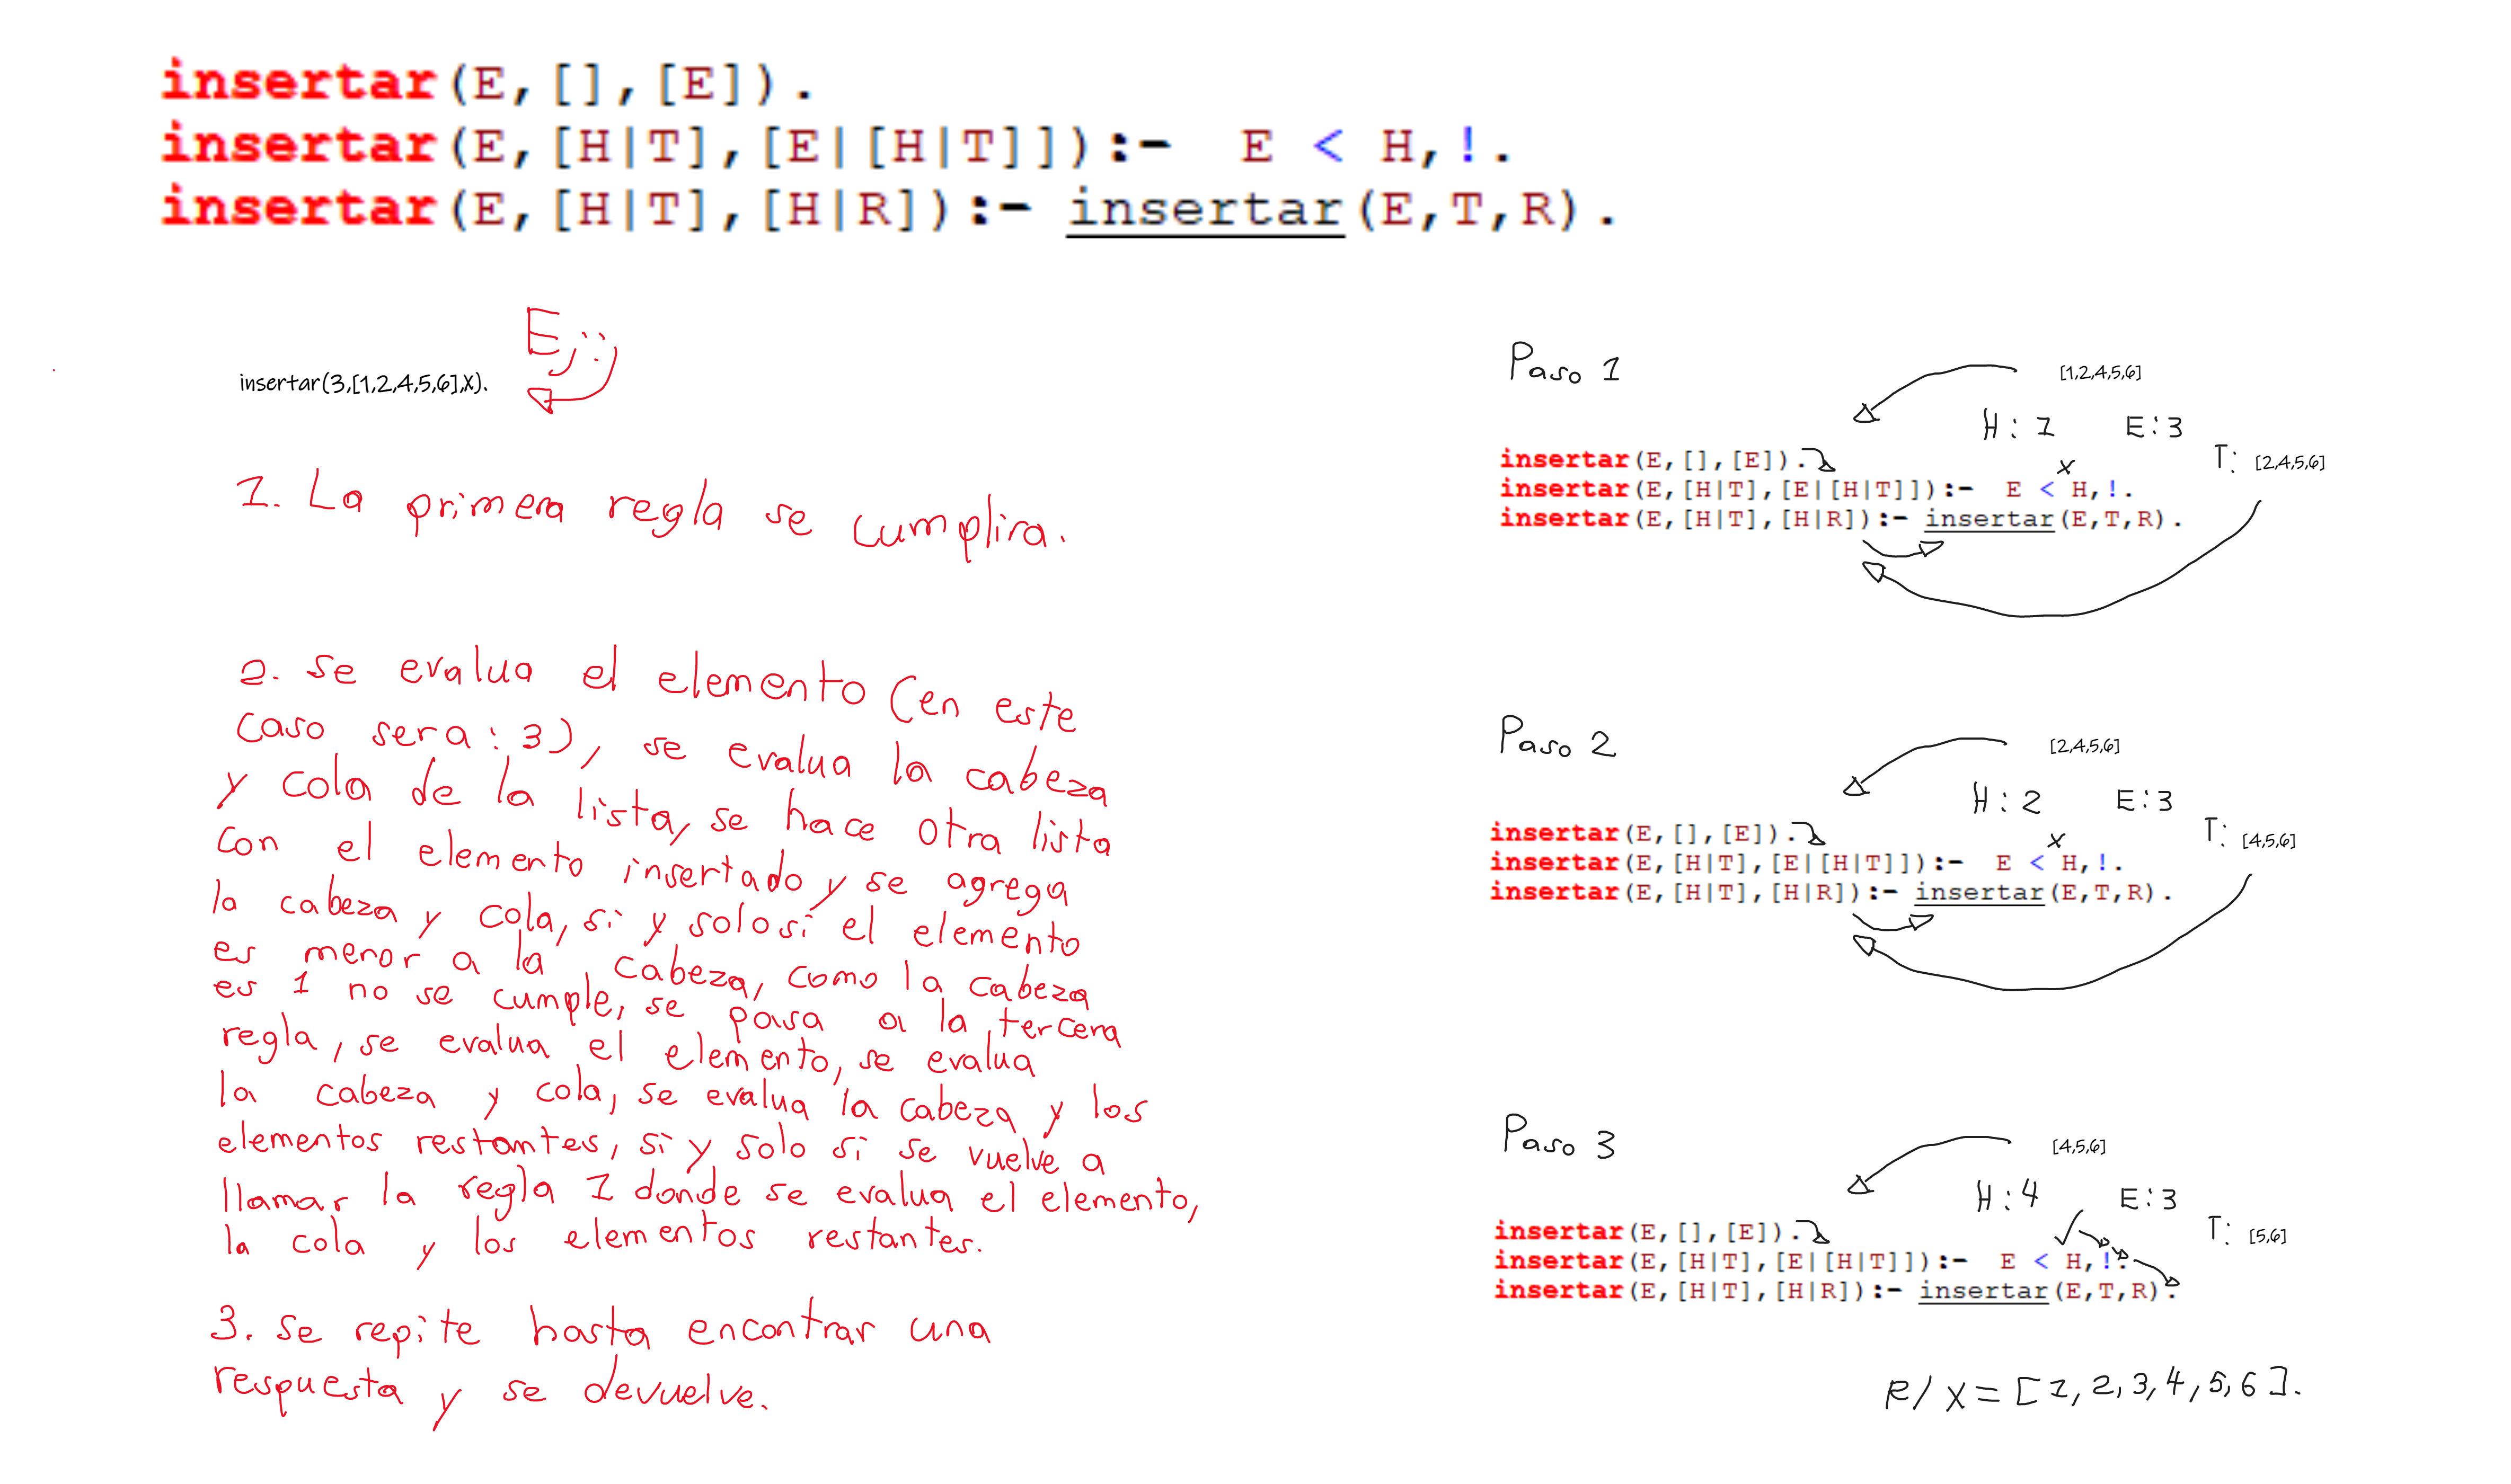 insertar(E,[],[E]).
insertar(E,[H|T],[E|[H|T]]):-  E < H,!.
insertar(E,[H|T],[H|R]):- insertar(E,T,R).
Ej:
insertar(3,[1,2,4,5,6],X).
1. La primera regla se cumplira.
2. Se evalua el elemento (en este
caso sera: 3), se evalua la cabeza
y cola de la lista, se hace otra lista
con el elemento insertado y se agrega
la cabeza y cola, si y solo si el elemento
es menor a la cabeza, como la cabeza
es 1 no se cumple, se pasa a la tercera
regla, se evalua el elemento, se evalua
la cabeza y cola, se evalua la cabeza y los
elementos restantes, si y solo si se vuelve a
llamar la regla 1 donde se evalua el elemento,
la cola y los elementos restantes.
3. Se repite hasta encontrar una
respuesta y se devuelve.
Paso 1
[1,2,4,5,6]
H: 1 E:3
T: [2,4,5,6]
x
insertar(E,[],[E]).
insertar(E,[H|T],[E|[H|T]]):-  E < H,!.
insertar(E,[H|T],[H|R]):- insertar(E,T,R).
Paso 2
[2,4,5,6]
H: 2 E:3
T: [4,5,6]
x
insertar(E,[],[E]).
insertar(E,[H|T],[E|[H|T]]):-  E < H,!.
insertar(E,[H|T],[H|R]):- insertar(E,T,R).
Paso 3
[4,5,6]
H:4 E:3
T: [5,6]
insertar(E,[],[E]).
insertar(E,[H|T],[E|[H|T]]):-  E < H,!.
insertar(E,[H|T],[H|R]):- insertar(E,T,R).
R/ X = [1,2,3,4,5,6].